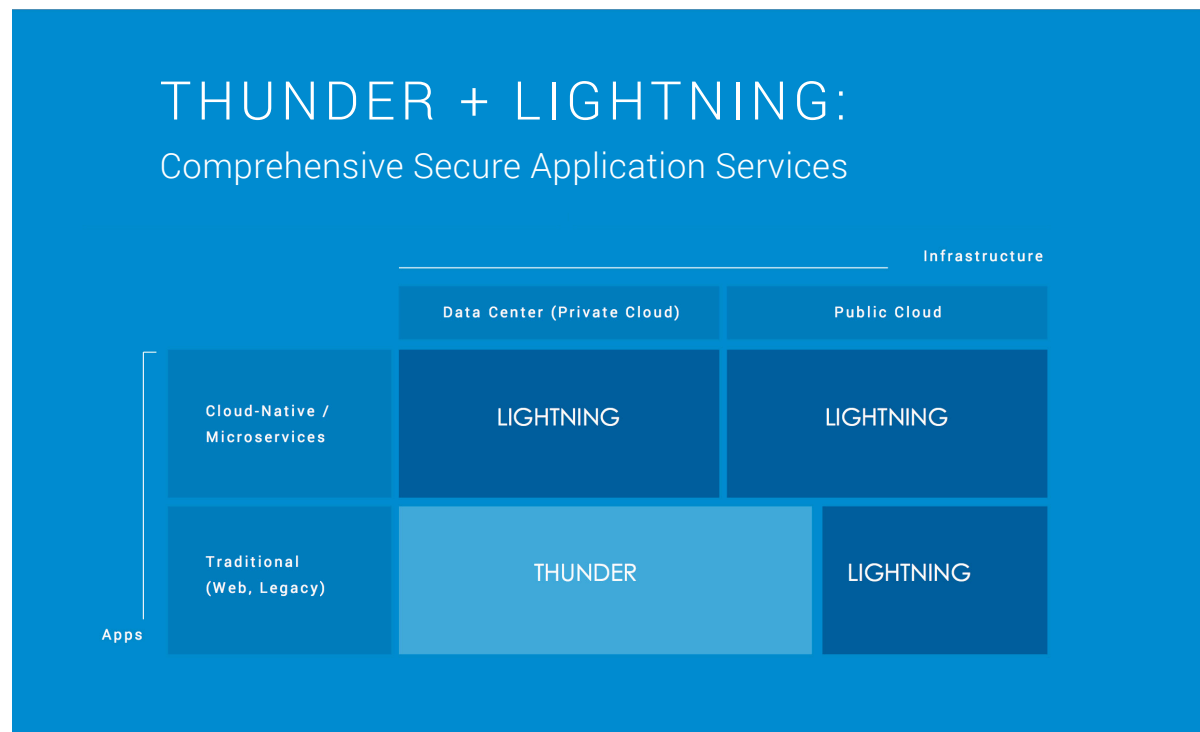 THUNDER + LIGHTNING:
Comprehensive Secure Application Services
Infrastructure
Data Center (Private Cloud)
Public Cloud
Cloud-Native /
Microservices
LIGHTNING
LIGHTNING
Traditional
(Web, Legacy)
THUNDER
LIGHTNING
Apps